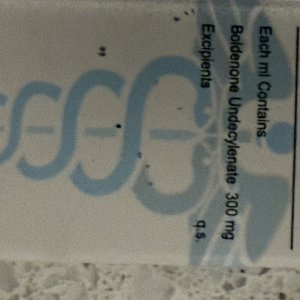 Each ml Contains
Boldenone Undecylenate 300 mg
Excipients q.s.